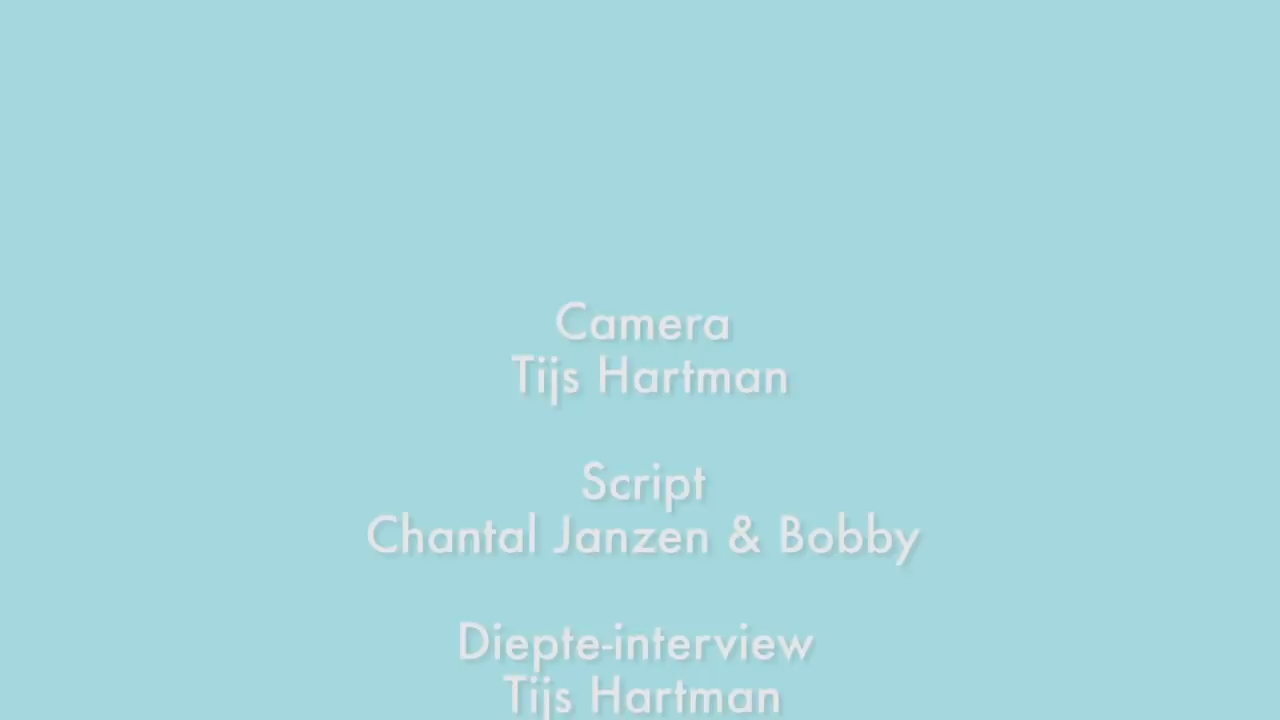 Camera
Tijs Hartman
Script
Chantal Janzen & Bobby
Diepte-interview
Tijs Hartman